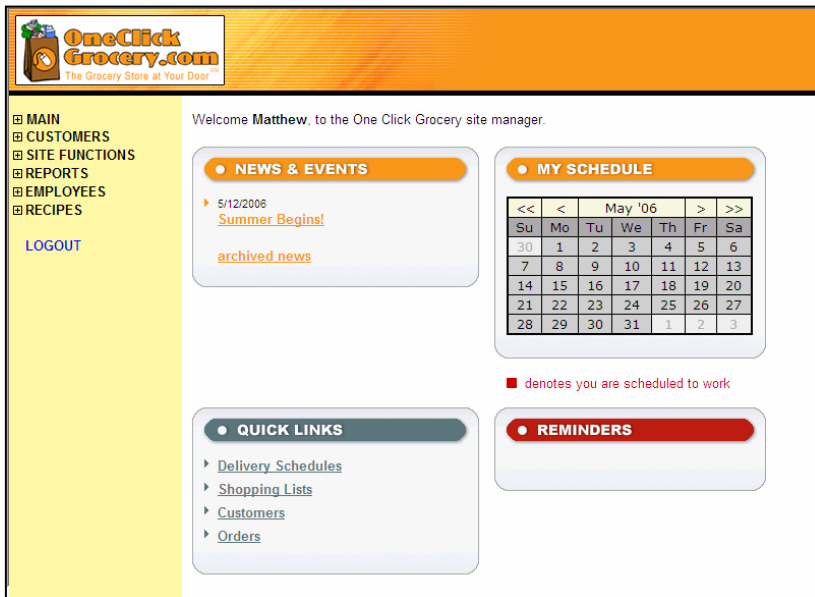 OneClick
Grocery.com
The Grocery Store at Your Door℠
MAIN
CUSTOMERS
SITE FUNCTIONS
REPORTS
EMPLOYEES
RECIPES
LOGOUT
Welcome Matthew, to the One Click Grocery site manager.
NEWS & EVENTS
5/12/2006
Summer Begins!
archived news
MY SCHEDULE
<< < May '06 > >>
Su Mo Tu We Th Fr Sa
30 1 2 3 4 5 6
7 8 9 10 11 12 13
14 15 16 17 18 19 20
21 22 23 24 25 26 27
28 29 30 31 1 2 3
denotes you are scheduled to work
QUICK LINKS
Delivery Schedules
Shopping Lists
Customers
Orders
REMINDERS